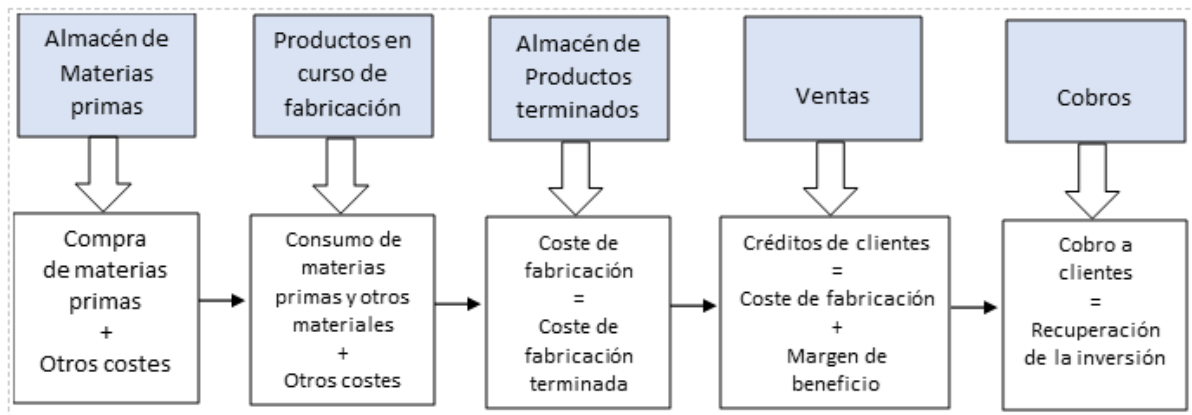 Almacén de
Materias
primas
Productos en
curso de
fabricación
Almacén de
Productos
terminados
Ventas
Cobros
Compra
de materias
primas
+
Otros costes
Consumo de
materias
primas y otros
materiales
+
Otros costes
Coste de
fabricación
=
Coste de
fabricación
terminada
Créditos de clientes
=
Coste de fabricación
+
Margen de
beneficio
Cobro a
clientes
=
Recuperación
de la inversión